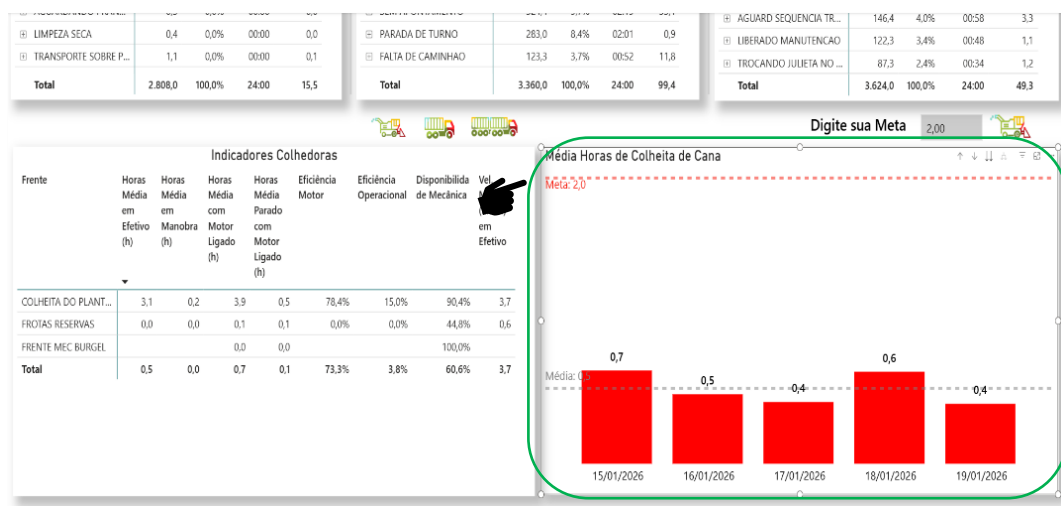 0,0%
LIMPEZA SECA 0,4 0,0% 00:00 0,0
TRANSPORTE SOBRE P... 1,1 0,0% 00:00 0,1
Total 2.808,0 100,0% 24:00 15,5
PARADA DE TURNO 283,0 8.4% 02:01 0,9
FALTA DE CAMINHAO 123,3 3,7% 00:52 11,8
Total 3.360,0 100,0% 24:00 99,4
AGUARD SEQUENCIA TR... 146,4 4,0% 00:58 3,3
LIBERADO MANUTENCAO 122,3 3,4% 00:48 1,1
TROCANDO JULIETA NO ... 87,3 2,4% 00:34 1,2
Total 3.624,0 100,0% 24:00 49,3
Digite sua Meta 2,00
Indicadores Colhedoras
Frente
Horas Média em Efetivo (h)
Horas Média em Manobra (h)
Horas Média com Motor Ligado (h)
Horas Média Parado com Motor Ligado (h)
Eficiência Motor
Eficiência Operacional
Disponibilida de Mecânica
Vel em Efetivo
COLHEITA DO PLANT... 3,1 0,2 3,9 0,5 78,4% 15,0% 90,4% 3,7
FROTAS RESERVAS 0,0 0,0 0,1 0,1 0,0% 0,0% 44,8% 0,6
FRENTE MEC BURGEL 0,0 0,0 100,0%
Total 0,5 0,0 0,7 0,1 73,3% 3,8% 60,6% 3,7
Média Horas de Colheita de Cana
Meta: 2,0
Média: 0,5
0,7
0,5
0,4
0,6
0,4
15/01/2026 16/01/2026 17/01/2026 18/01/2026 19/01/2026